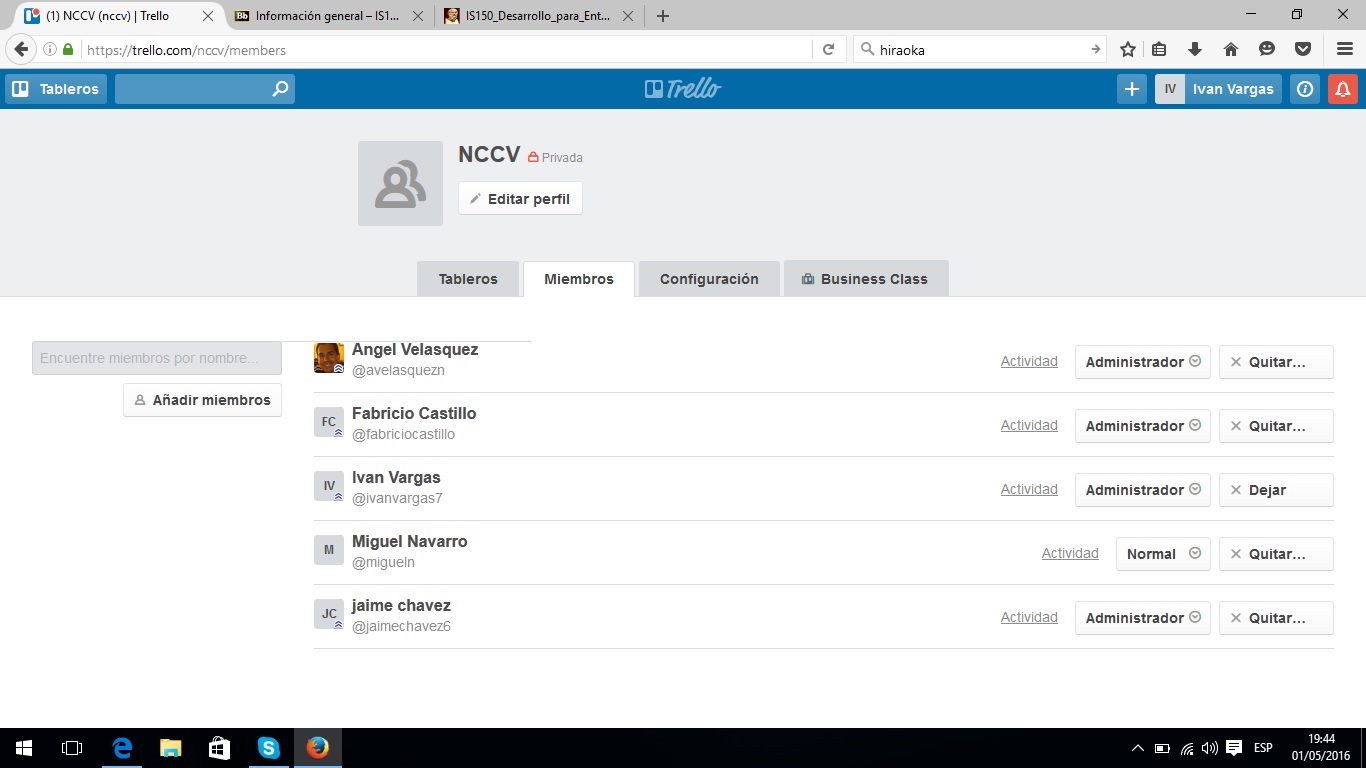 (1) NCCV (nccv) | Trello
Bb Información general – IS1...
IS150_Desarrollo_para_Ent...
https://trello.com/nccv/members
hiraoka
Tableros
Trello
IV Ivan Vargas
NCCV Privada
Editar perfil
Tableros Miembros Configuración Business Class
Encuentre miembros por nombre...
Añadir miembros
Angel Velasquez
@avelasquezn
Actividad Administrador Quitar...
FC Fabricio Castillo
@fabriciocastillo
Actividad Administrador Quitar...
IV Ivan Vargas
@ivanvargas7
Actividad Administrador Dejar
M Miguel Navarro
@migueln
Actividad Normal Quitar...
JC jaime chavez
@jaimechavez6
Actividad Administrador Quitar...
ESP
19:44
01/05/2016